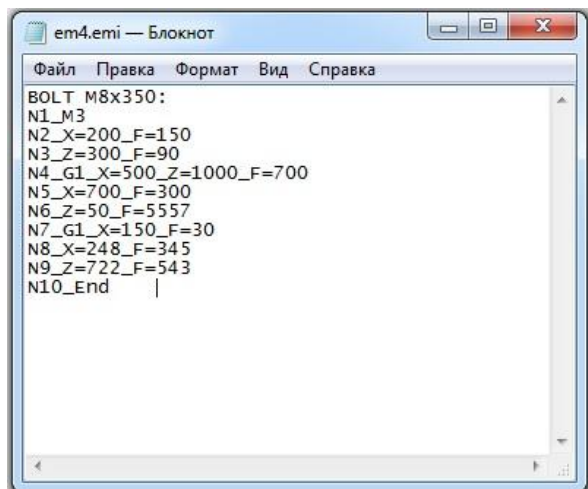 em4.emi — Блокнот
Файл Правка Формат Вид Справка
BOLT M8x350:
N1_M3
N2_X=200_F=150
N3_Z=300_F=90
N4_G1_X=500_Z=1000_F=700
N5_X=700_F=300
N6_Z=50_F=5557
N7_G1_X=150_F=30
N8_X=248_F=345
N9_Z=722_F=543
N10_End